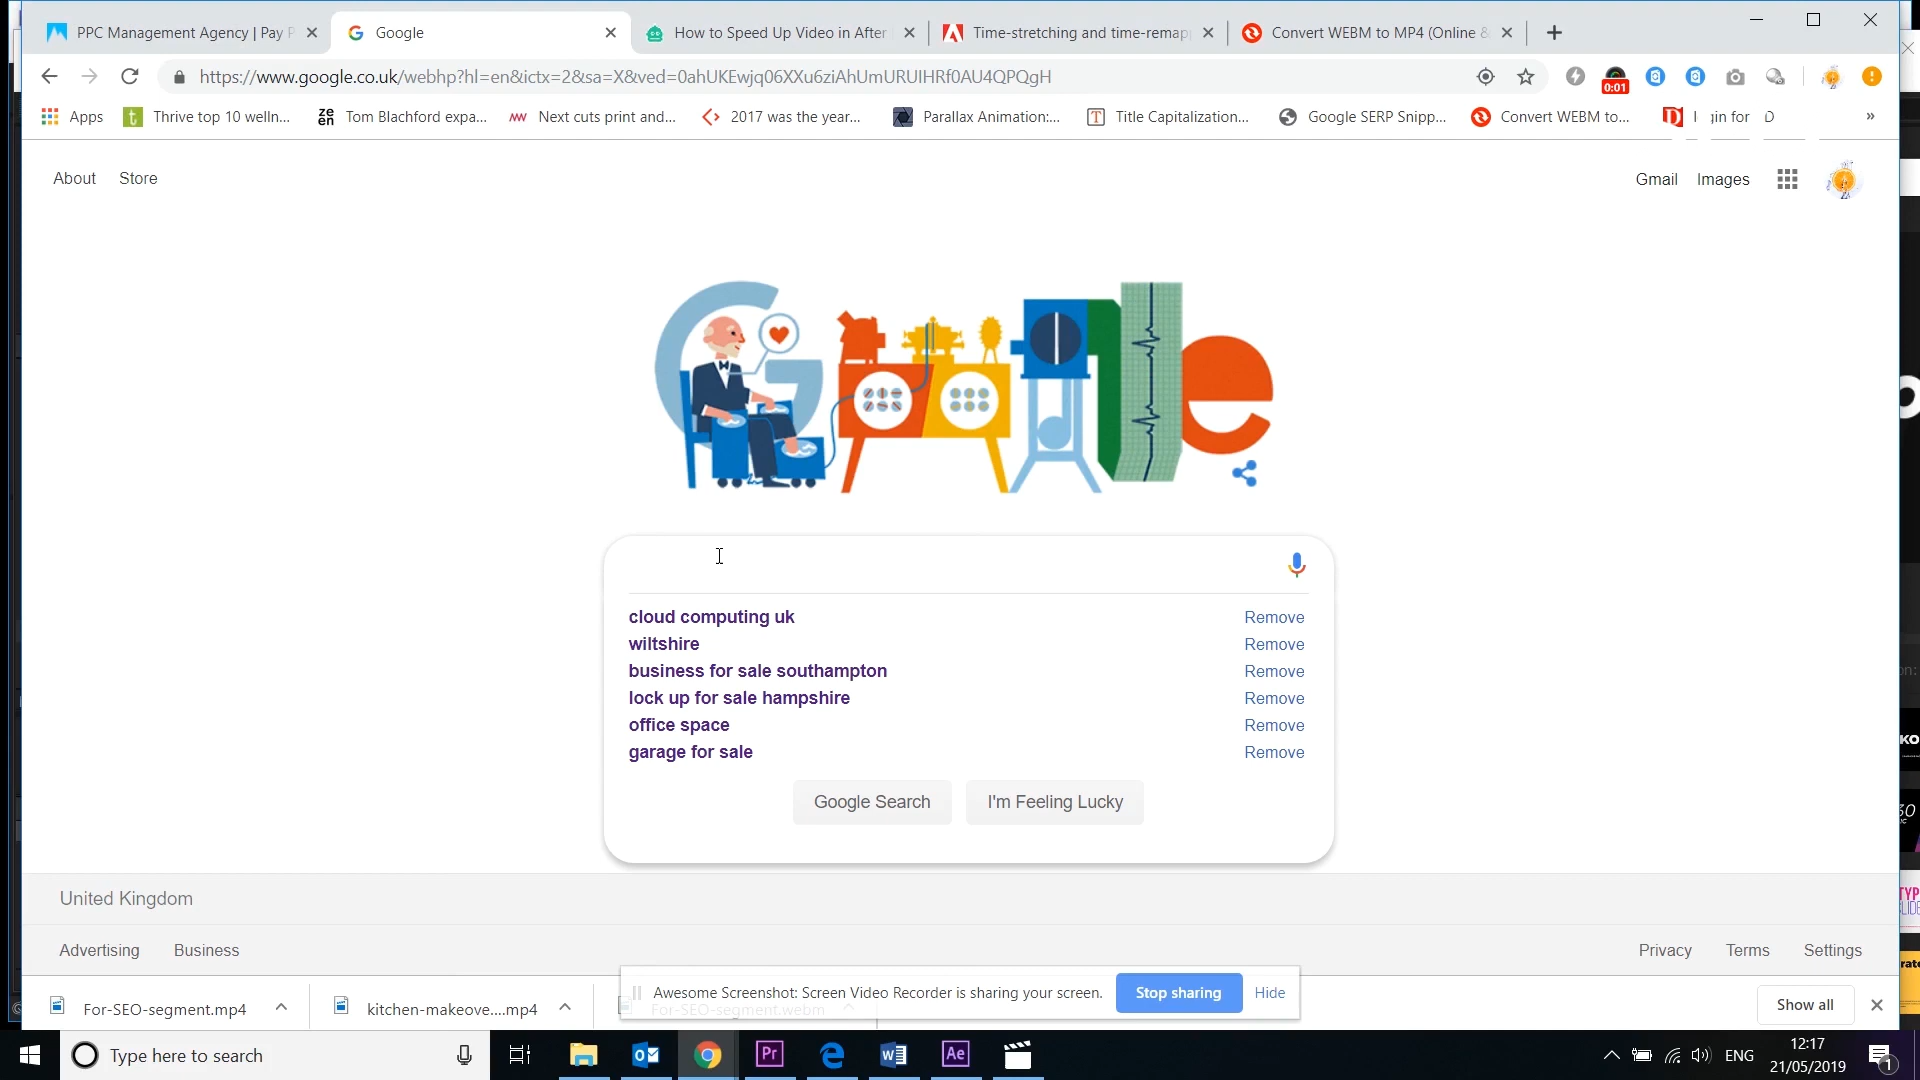 PPC Management Agency | Pay P
Google
How to Speed Up Video in After
Time-stretching and time-remap
Convert WEBM to MP4 (Online &
https://www.google.co.uk/webhp?hl=en&ictx=2&sa=X&ved=0ahUKEwjq06XXu6ziAhUmURUIHRf0AU4QPQgH
0:01
Apps
Thrive top 10 welln...
Tom Blachford expa...
Next cuts print and...
2017 was the year...
Parallax Animation:...
Title Capitalization...
Google SERP Snipp...
Convert WEBM to...
gin for
D
»
About
Store
Gmail
Images
cloud computing uk
Remove
wiltshire
Remove
business for sale southampton
Remove
lock up for sale hampshire
Remove
office space
Remove
garage for sale
Remove
Google Search
I'm Feeling Lucky
United Kingdom
Advertising
Business
Privacy
Terms
Settings
For-SEO-segment.mp4
kitchen-makeove....mp4
For-SEO-segment.webm
Awesome Screenshot: Screen Video Recorder is sharing your screen.
Stop sharing
Hide
Show all
Type here to search
ENG
12:17
21/05/2019
1